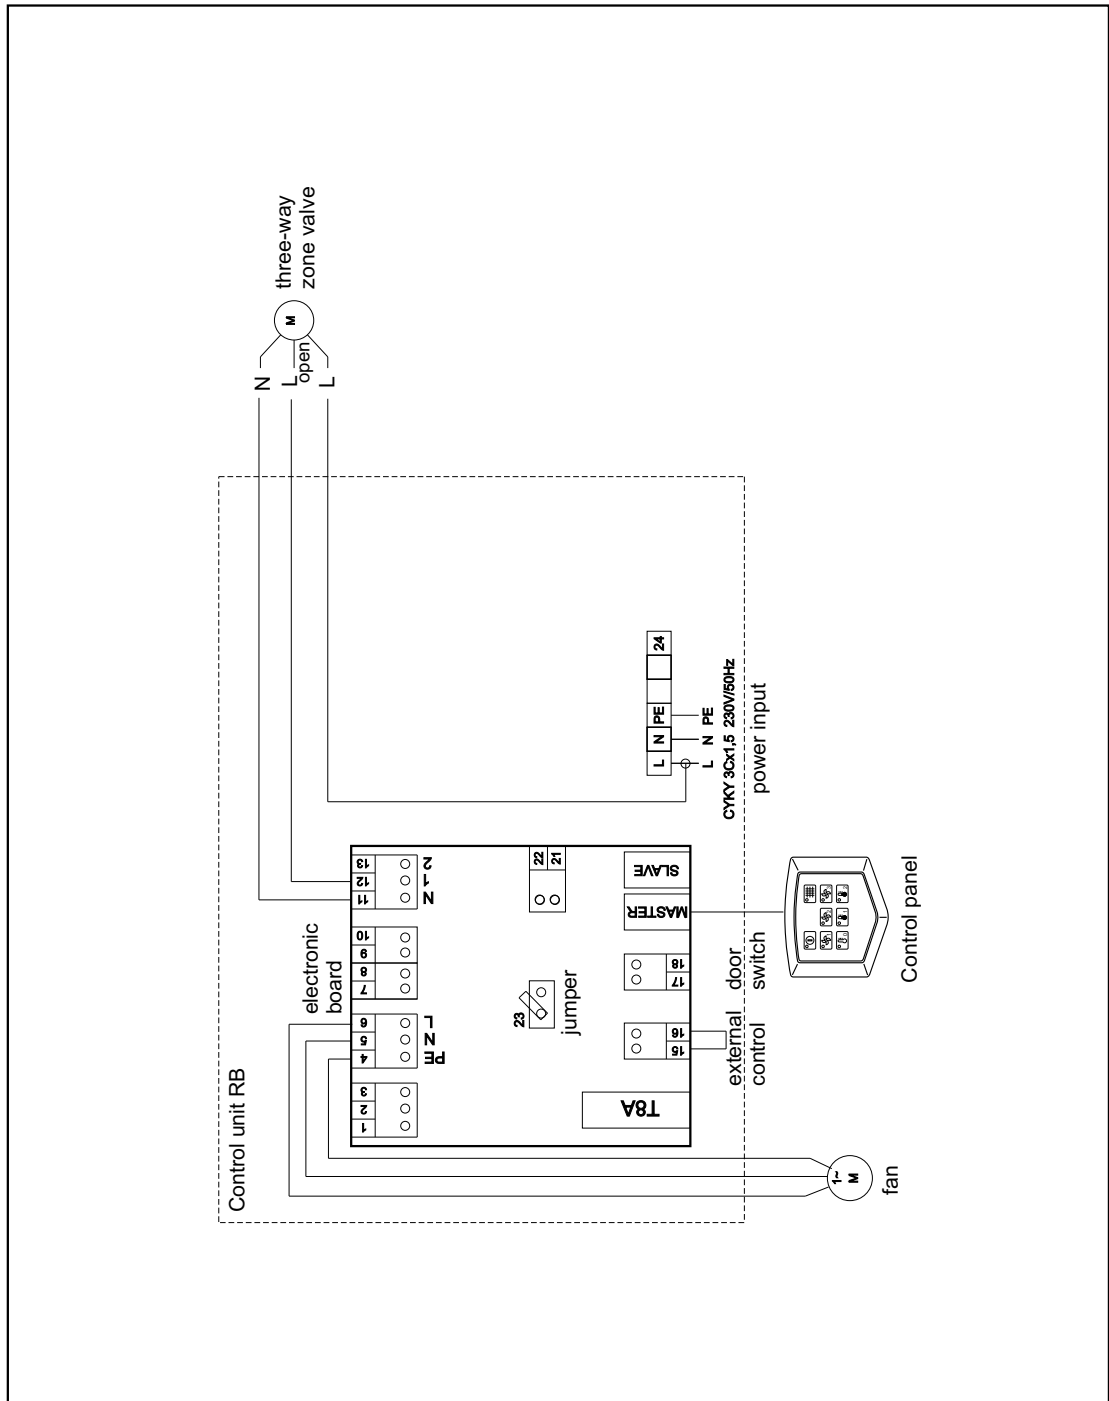 Control unit RB
electronic
board
three-way
zone valve
M
N
L
open
L
1
2
3
4
5
6
7
8
9
10
11
12
13
PE
N
L
N
1
2
23
jumper
22
21
T8A
15
16
17
18
MASTER
SLAVE
external
control
door
switch
L
N
PE
24
L
N
PE
CYKY 3Cx1,5 230V/50Hz
power input
1~
M
fan
Control panel